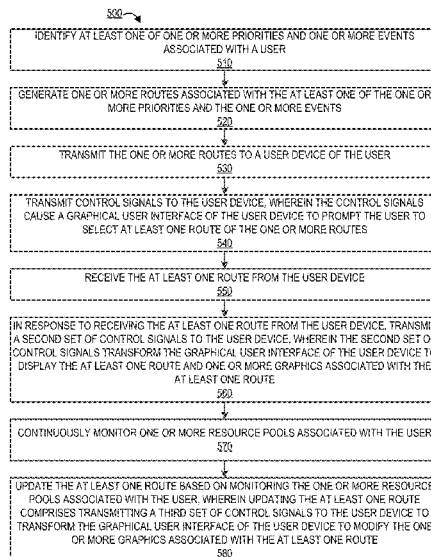 500
IDENTIFY AT LEAST ONE OF ONE OR MORE PRIORITIES AND ONE OR MORE EVENTS
ASSOCIATED WITH A USER
510
GENERATE ONE OR MORE ROUTES ASSOCIATED WITH THE AT LEAST ONE OF THE ONE OR
MORE PRIORITIES AND THE ONE OR MORE EVENTS
520
TRANSMIT THE ONE OR MORE ROUTES TO A USER DEVICE OF THE USER
530
TRANSMIT CONTROL SIGNALS TO THE USER DEVICE, WHEREIN THE CONTROL SIGNALS
CAUSE A GRAPHICAL USER INTERFACE OF THE USER DEVICE TO PROMPT THE USER TO
SELECT AT LEAST ONE ROUTE OF THE ONE OR MORE ROUTES
540
RECEIVE THE AT LEAST ONE ROUTE FROM THE USER DEVICE
550
IN RESPONSE TO RECEIVING THE AT LEAST ONE ROUTE FROM THE USER DEVICE, TRANSMIT
A SECOND SET OF CONTROL SIGNALS TO THE USER DEVICE, WHEREIN THE SECOND SET OF
CONTROL SIGNALS TRANSFORM THE GRAPHICAL USER INTERFACE OF THE USER DEVICE TO
DISPLAY THE AT LEAST ONE ROUTE AND ONE OR MORE GRAPHICS ASSOCIATED WITH THE
AT LEAST ONE ROUTE
560
CONTINUOUSLY MONITOR ONE OR MORE RESOURCE POOLS ASSOCIATED WITH THE USER
570
UPDATE THE AT LEAST ONE ROUTE BASED ON MONITORING THE ONE OR MORE RESOURCE
POOLS ASSOCIATED WITH THE USER, WHEREIN UPDATING THE AT LEAST ONE ROUTE
COMPRISES TRANSMITTING A THIRD SET OF CONTROL SIGNALS TO THE USER DEVICE TO
TRANSFORM THE GRAPHICAL USER INTERFACE OF THE USER DEVICE TO MODIFY THE ONE
OR MORE GRAPHICS ASSOCIATED WITH THE AT LEAST ONE ROUTE
580